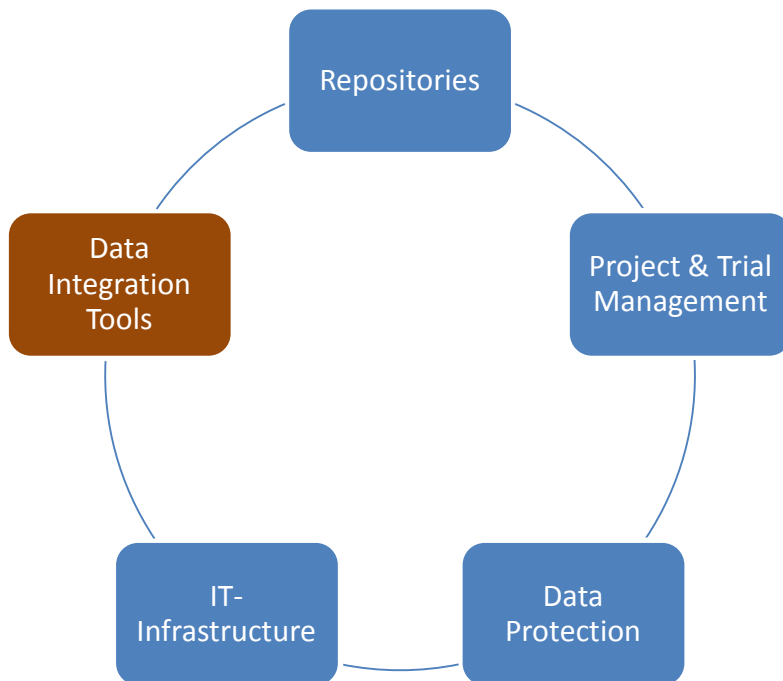 Repositories
Project & Trial
Management
Data
Protection
IT-
Infrastructure
Data
Integration
Tools